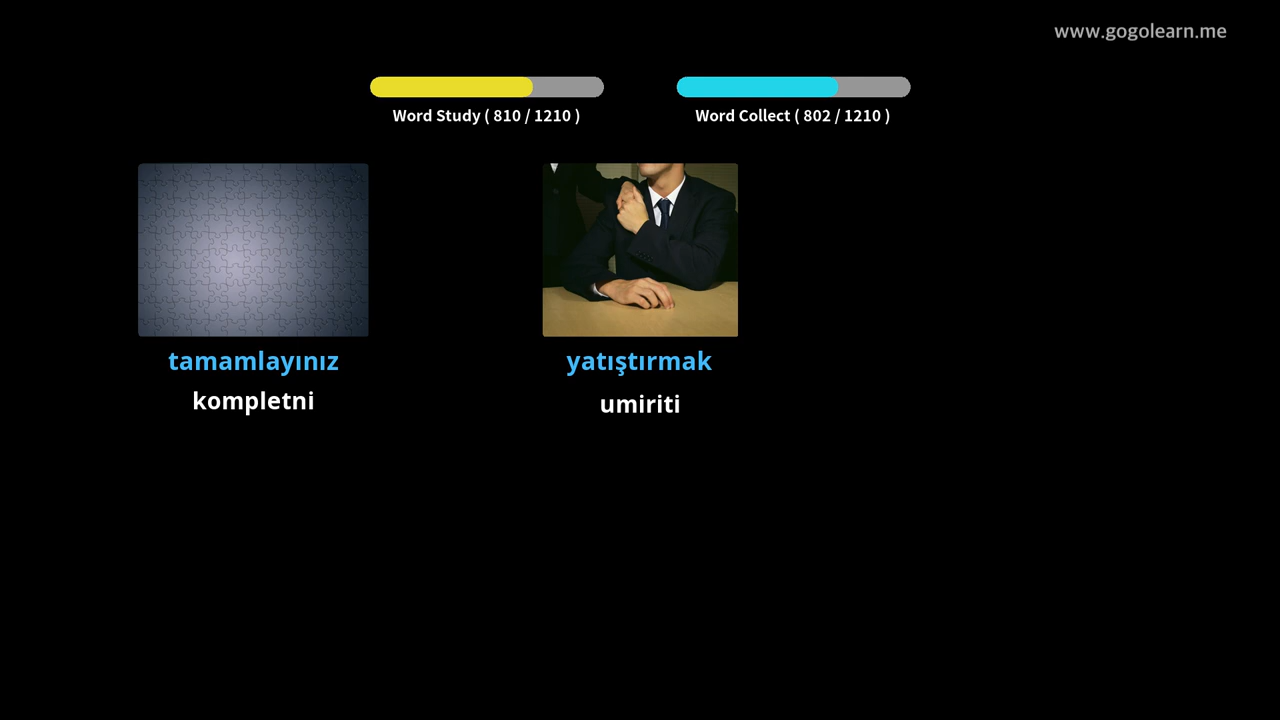 www.gogolearn.me
Word Study ( 810 / 1210 )
Word Collect ( 802 / 1210 )
tamamlayınız
kompletni
yatıştırmak
umiriti